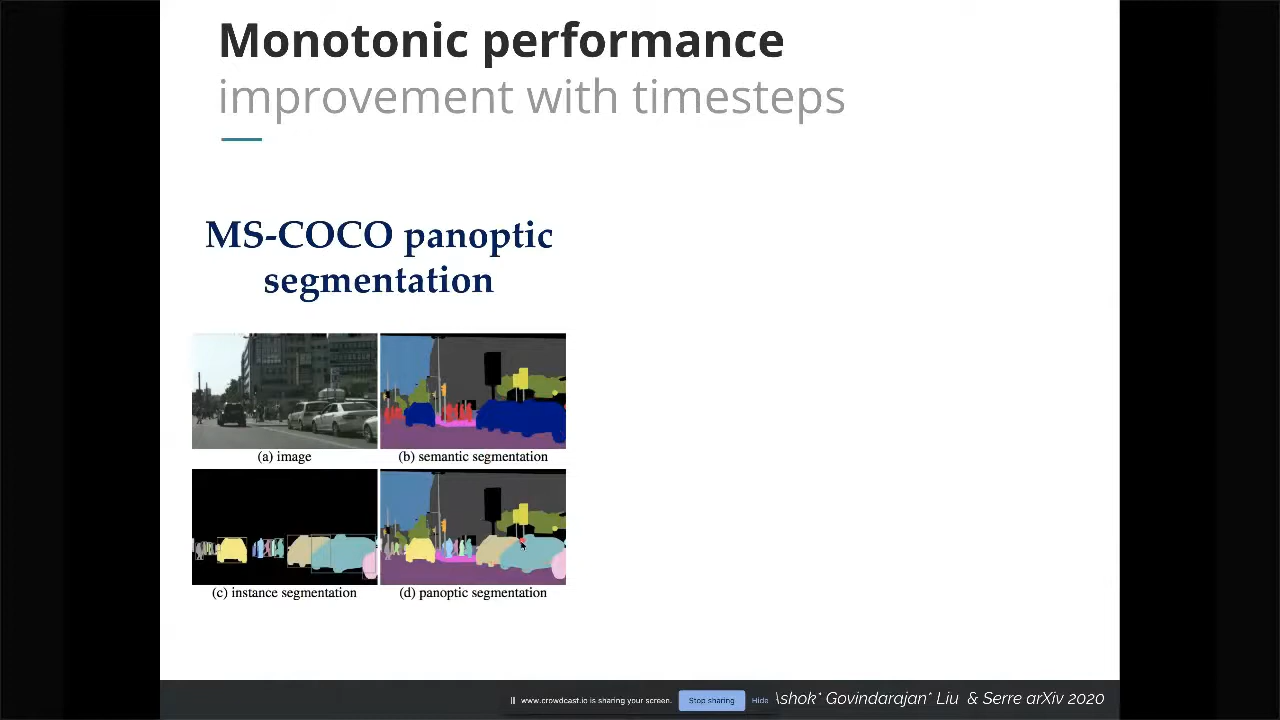 Monotonic performance
improvement with timesteps
MS-COCO panoptic
segmentation
(a) image
(b) semantic segmentation
(c) instance segmentation
(d) panoptic segmentation
www.crowdcast.io is sharing your screen.
Stop sharing
Hide
Govindarajan* Liu & Serre arXiv 2020